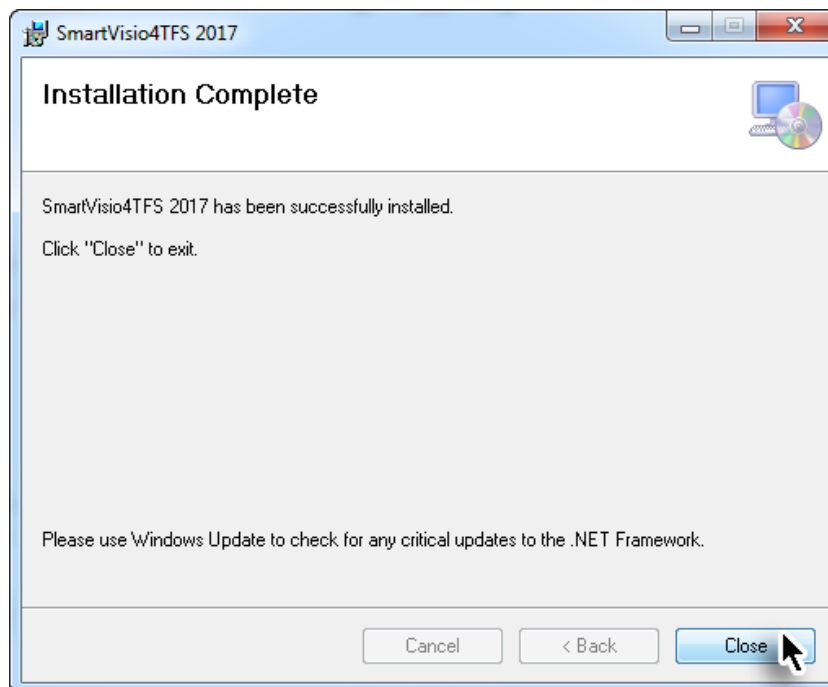 SmartVisio4TFS 2017
Installation Complete
SmartVisio4TFS 2017 has been successfully installed.
Click "Close" to exit.
Please use Windows Update to check for any critical updates to the .NET Framework.
Cancel
< Back
Close